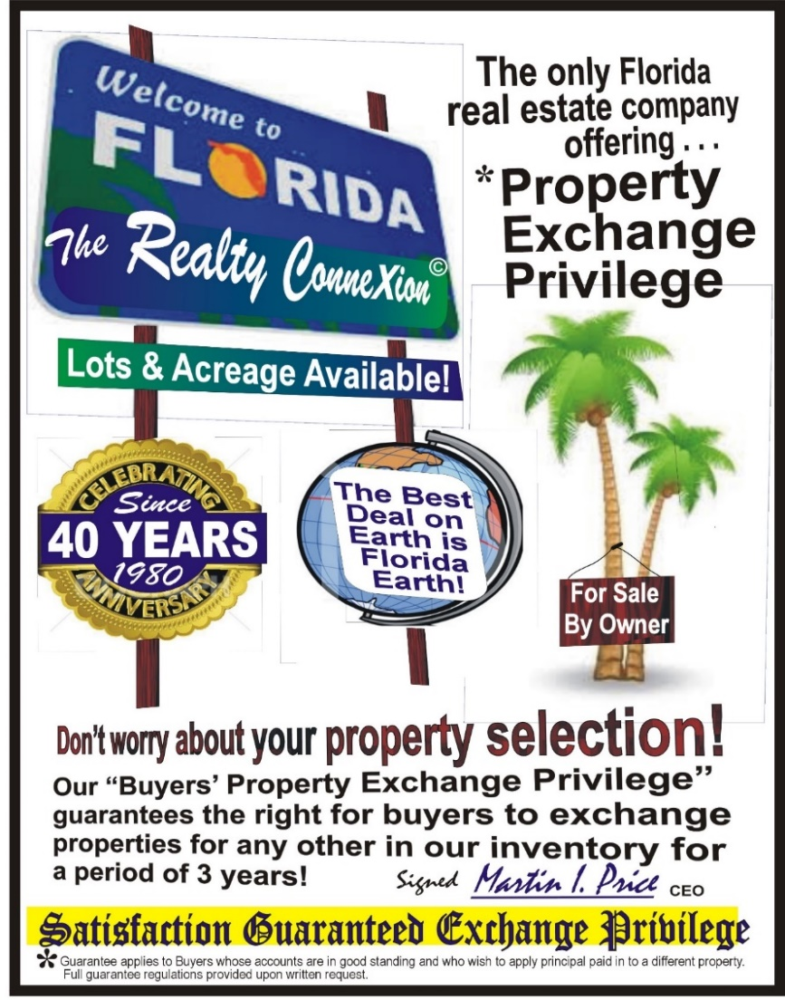 Welcome to
FLORIDA
The Realty ConneXion ©
Lots & Acreage Available!
The only Florida
real estate company
offering . . .
*Property
Exchange
Privilege
CELEBRATING
Since
40 YEARS
1980
ANNIVERSARY
The Best
Deal on
Earth is
Florida
Earth!
For Sale
By Owner
Don't worry about your property selection!
Our “Buyers’ Property Exchange Privilege”
guarantees the right for buyers to exchange
properties for any other in our inventory for
a period of 3 years!
Signed Martin I. Price CEO
Satisfaction Guaranteed Exchange Privilege
* Guarantee applies to Buyers whose accounts are in good standing and who wish to apply principal paid in to a different property.
Full guarantee regulations provided upon written request.